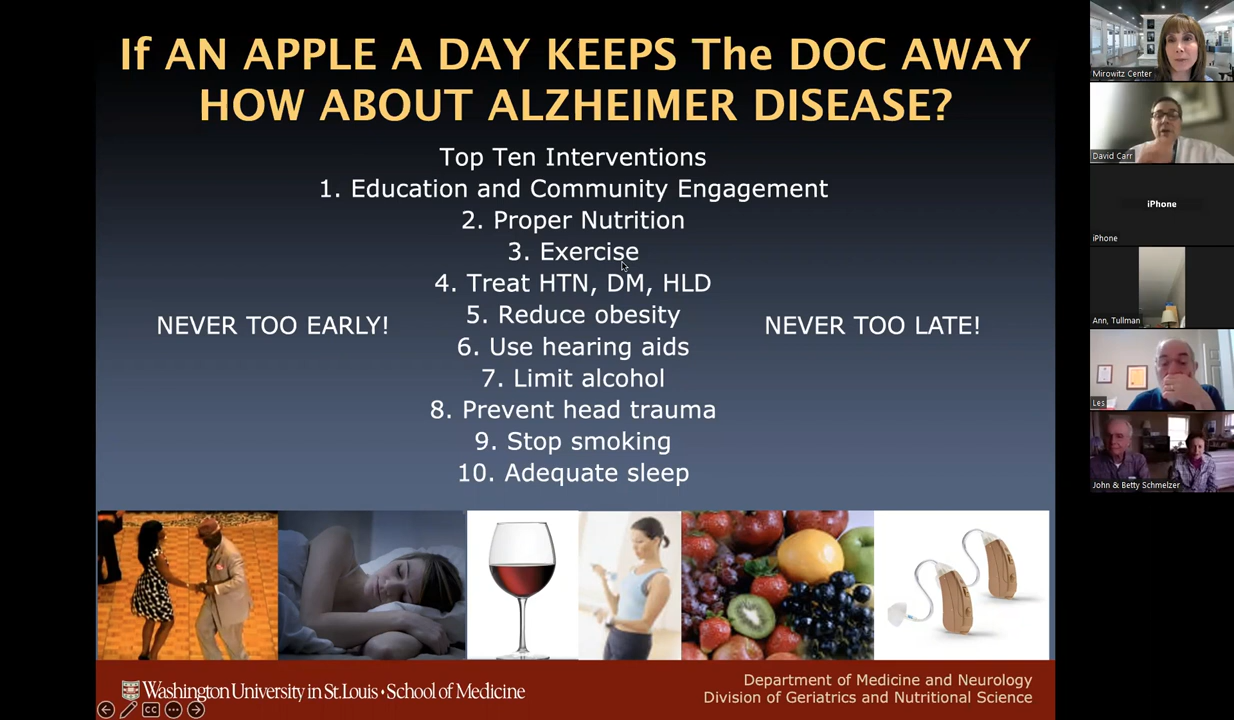 If AN APPLE A DAY KEEPS The DOC AWAY
HOW ABOUT ALZHEIMER DISEASE?
Top Ten Interventions
1. Education and Community Engagement
2. Proper Nutrition
3. Exercise
4. Treat HTN, DM, HLD
5. Reduce obesity
6. Use hearing aids
7. Limit alcohol
8. Prevent head trauma
9. Stop smoking
10. Adequate sleep
NEVER TOO EARLY!
NEVER TOO LATE!
Washington University in St. Louis • School of Medicine
Department of Medicine and Neurology
Division of Geriatrics and Nutritional Science
CC
Mirowitz Center
David Carr
iPhone
iPhone
Ann, Tullman
Les
John & Betty Schmelzer